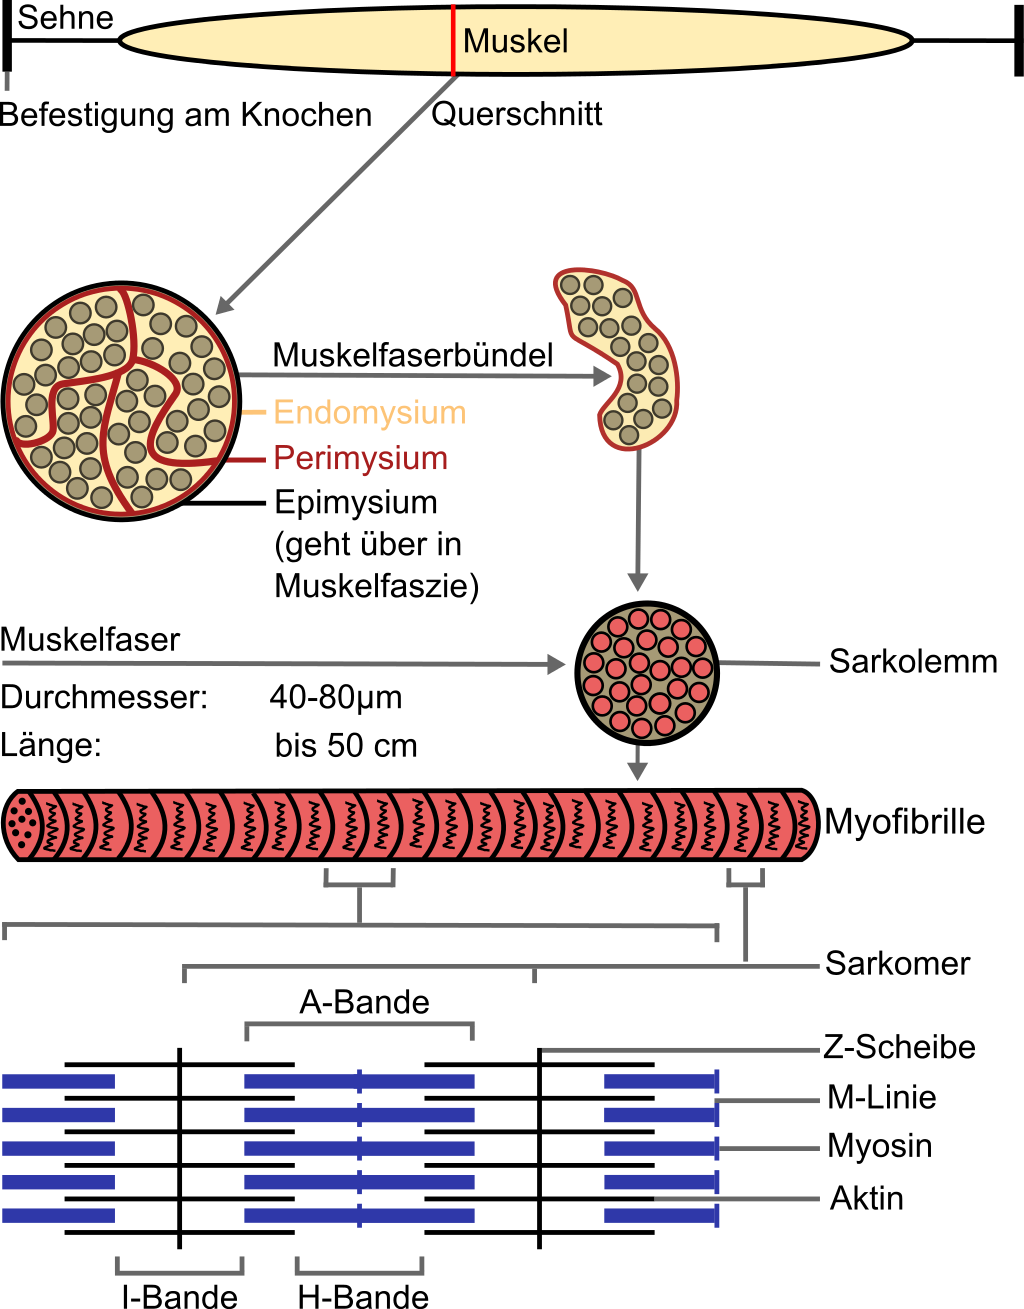 Sehne
Muskel
Befestigung am Knochen
Querschnitt
Muskelfaserbündel
Endomysium
Perimysium
Epimysium
(geht über in
Muskelfaszie)
Muskelfaser
Sarkolemm
Durchmesser: 40-80µm
Länge: bis 50 cm
Myofibrille
Sarkomer
A-Bande
Z-Scheibe
M-Linie
Myosin
Aktin
I-Bande
H-Bande